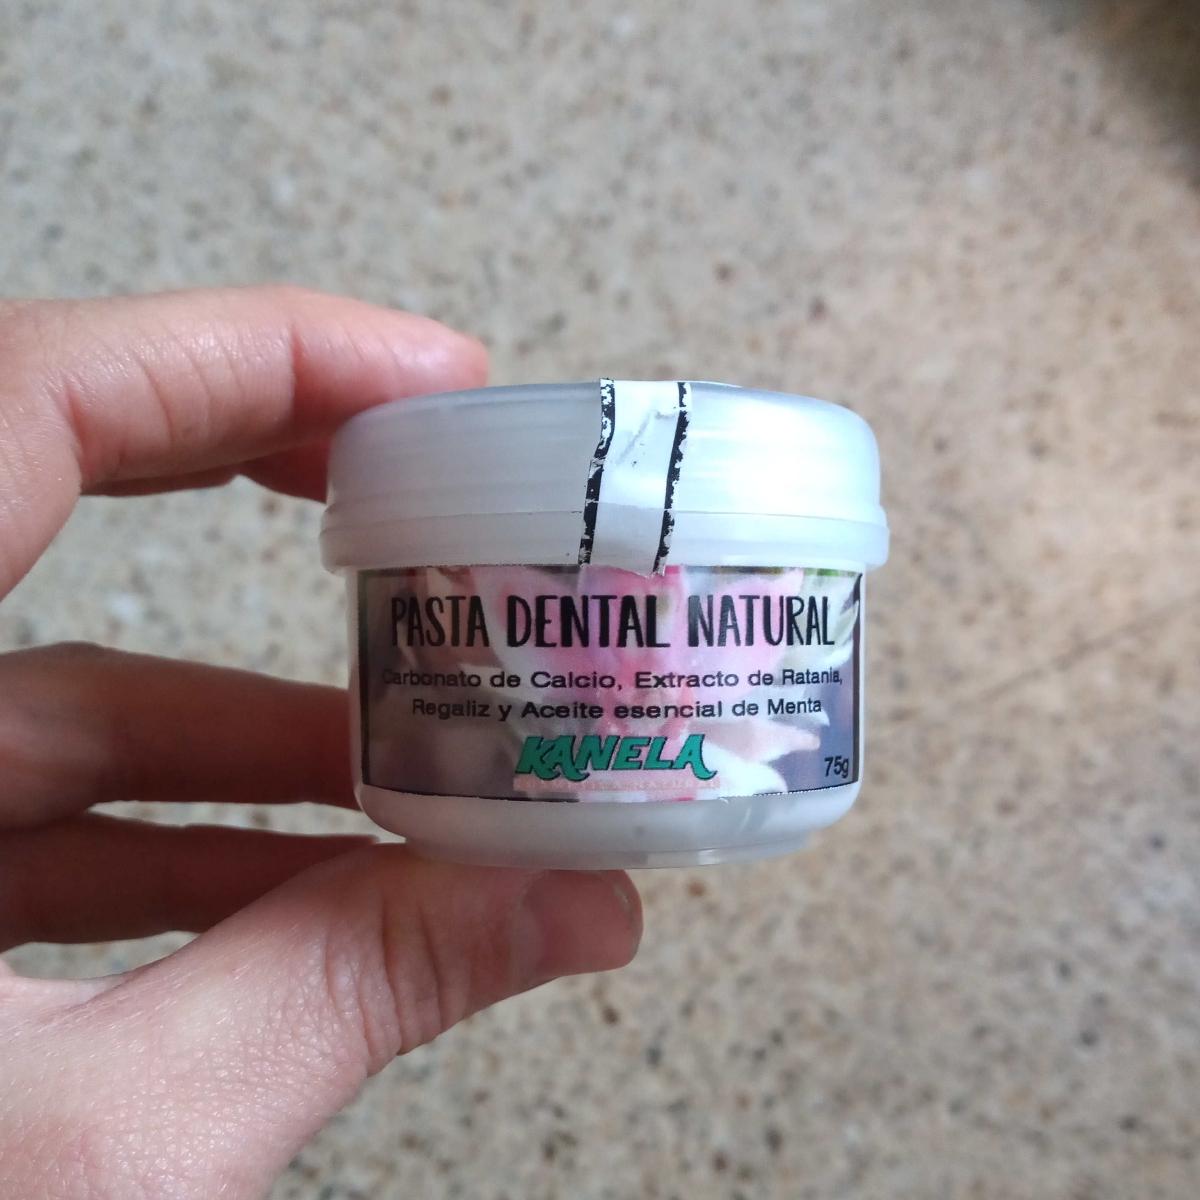 PASTA DENTAL NATURAL
Carbonato de Calcio, Extracto de Ratania,
Regaliz y Aceite esencial de Menta
KANELA
75g